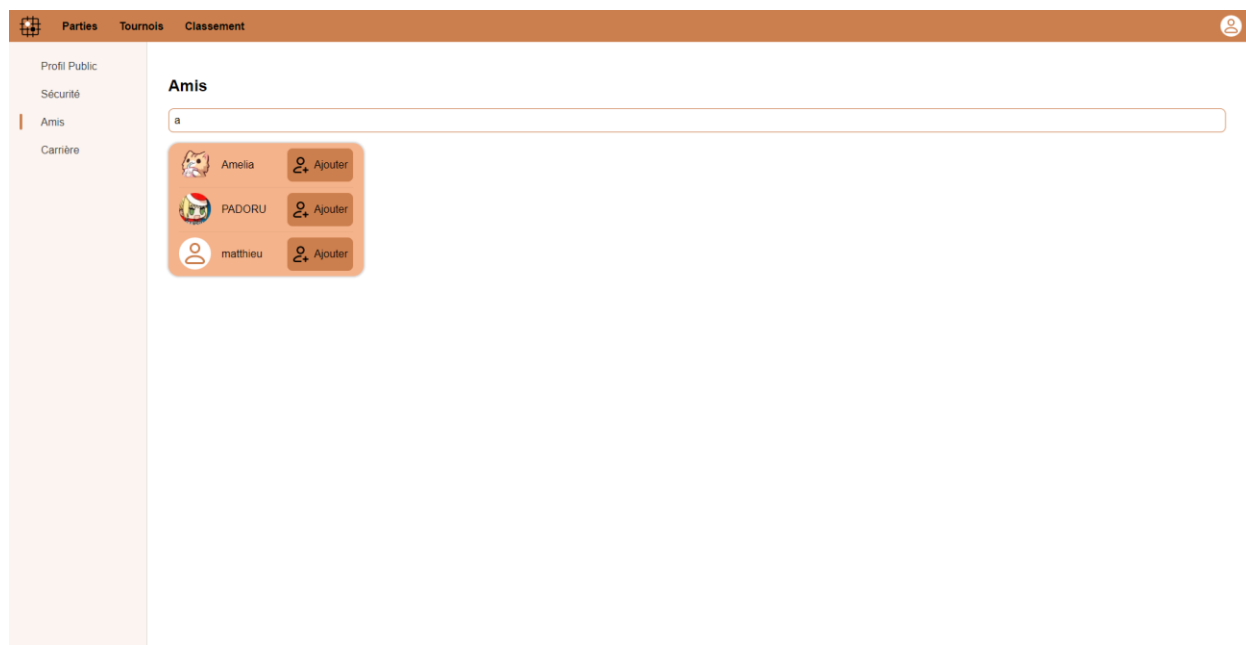 Parties Tournois Classement
Profil Public
Sécurité
Amis
Carrière
Amis
a
Amelia Ajouter
PADORU Ajouter
matthieu Ajouter